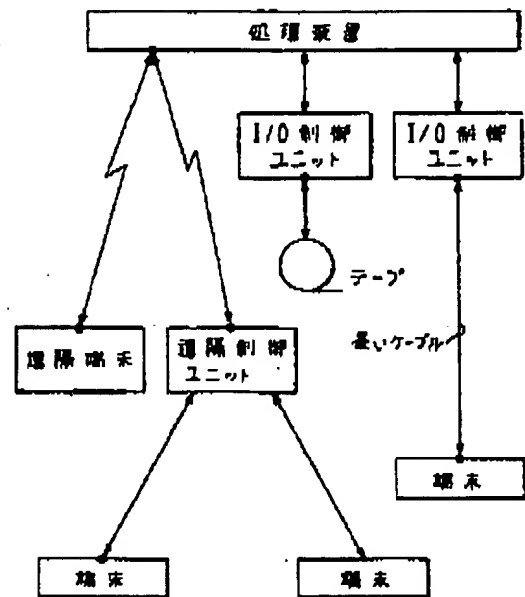 処理装置
I/O制御
ユニット
I/O制御
ユニット
テープ
長いケーブル
遠隔端末
遠隔制御
ユニット
端末
端末
端末